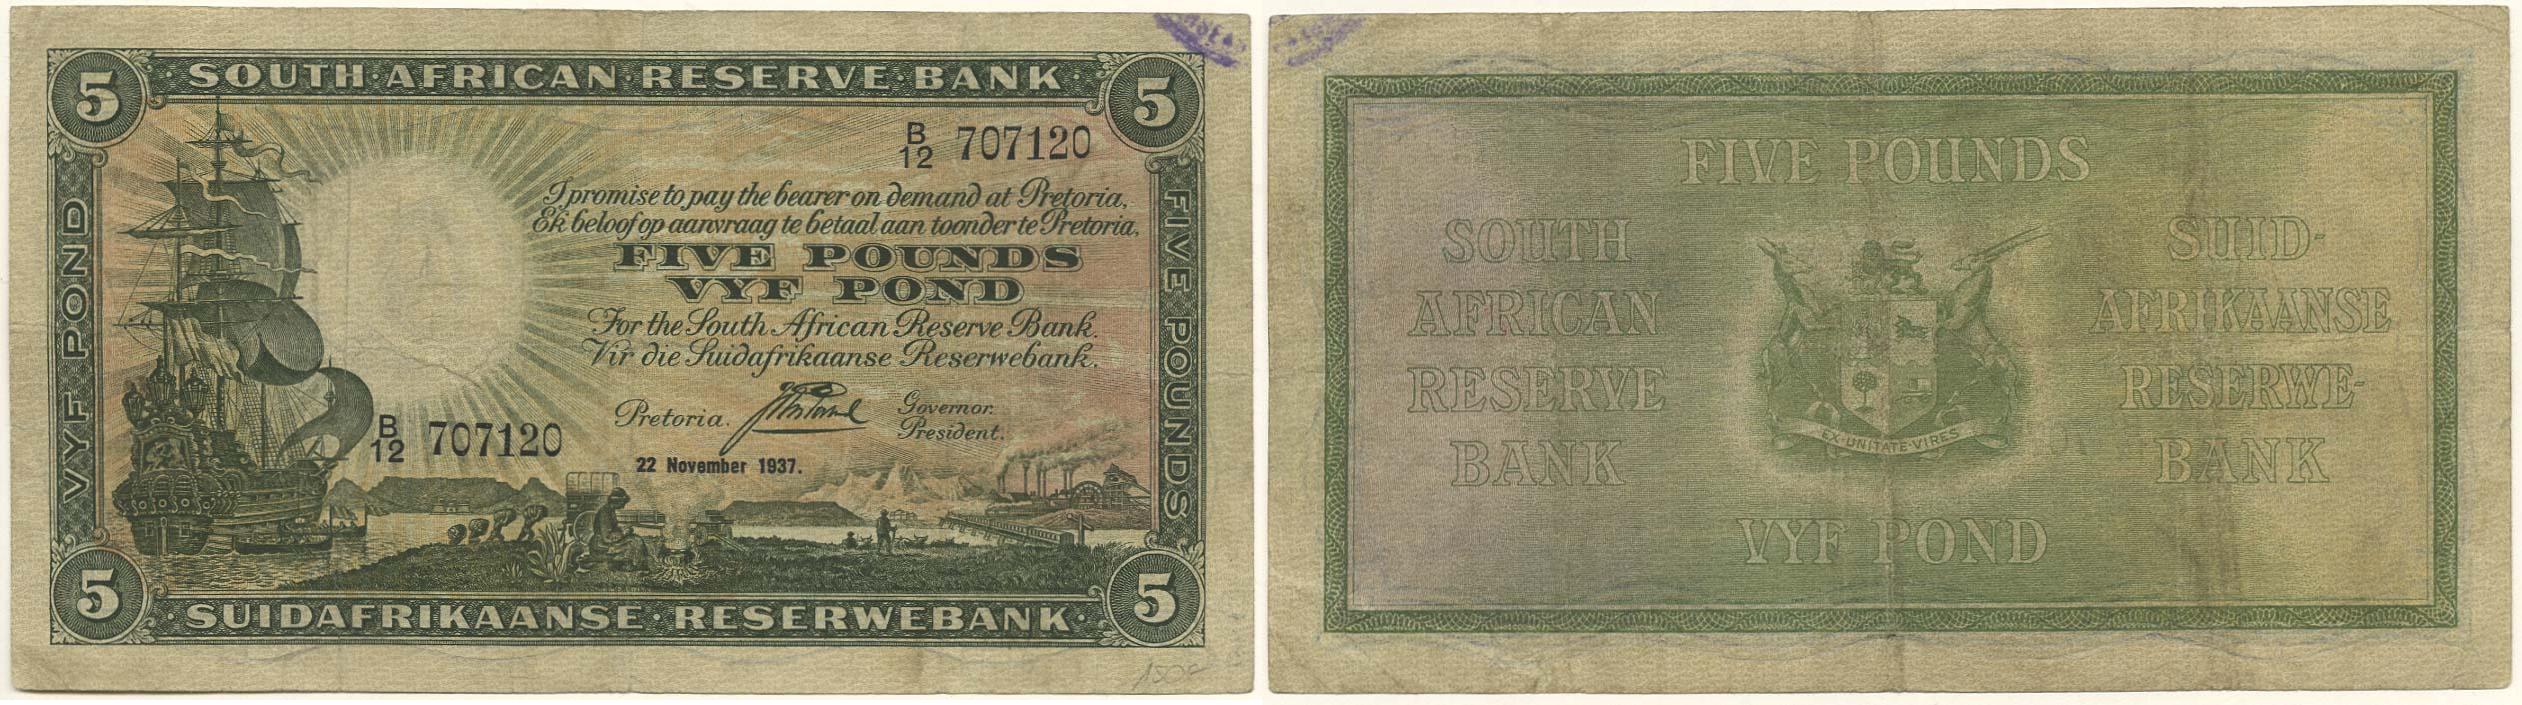 SOUTH·AFRICAN·RESERVE·BANK
5
5
B/12 707120
I promise to pay the bearer on demand at Pretoria,
Ek beloof op aanvraag te betaal aan toonder te Pretoria,
FIVE POUNDS
VYF POND
For the South African Reserve Bank.
Vir die Suidafrikaanse Reserwebank.
Pretoria.
Governor.
President.
22 November 1937.
B/12 707120
VYF POND
FIVE POUNDS
5
5
SUIDAFRIKAANSE·RESERWEBANK
FIVE POUNDS
SOUTH
AFRICAN
RESERVE
BANK
SUID-
AFRIKAANSE
RESERWE-
BANK
EX·UNITATE·VIRES
VYF POND